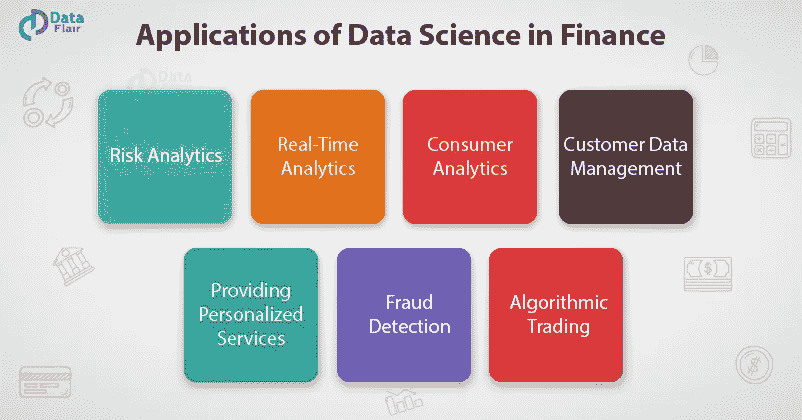 Data
Flair
Applications of Data Science in Finance
Data
Risk Analytics
Real-Time
Analytics
Consumer
Analytics
Customer Data
Management
Providing
Personalized
Services
Fraud
Detection
Algorithmic
Trading